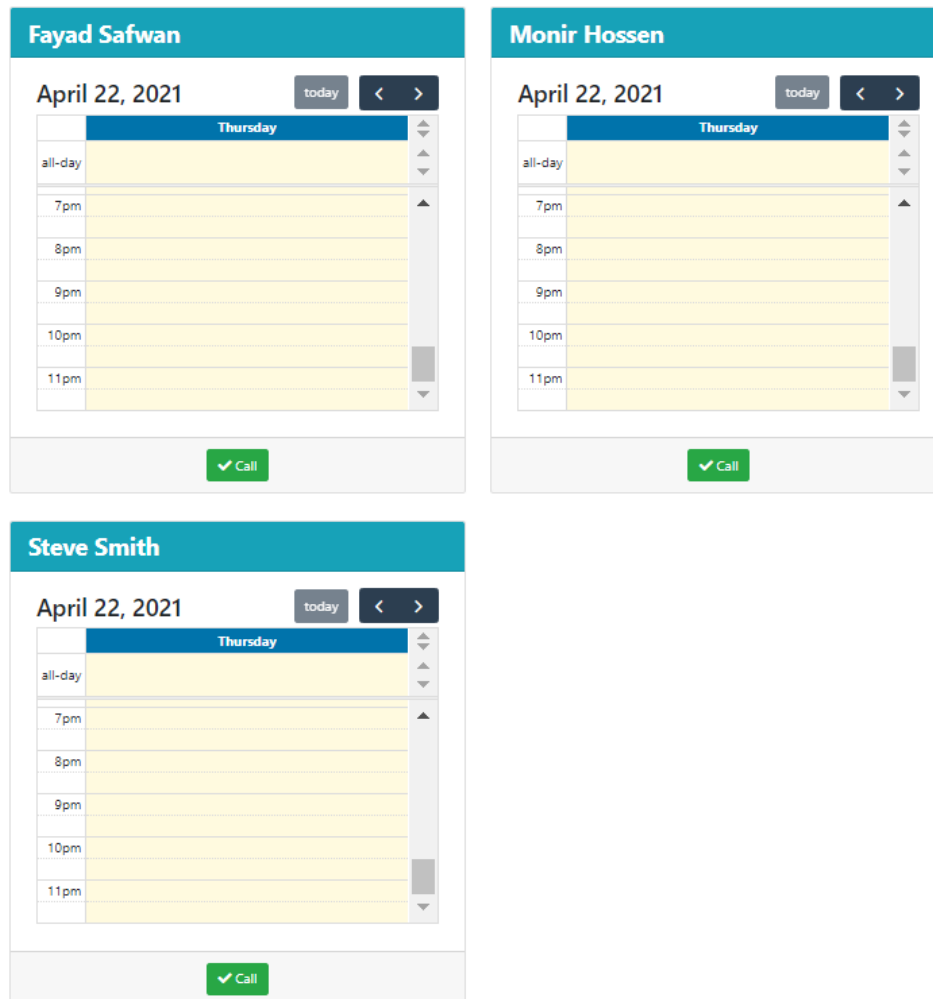 Fayad Safwan
April 22, 2021
today
Thursday
all-day
7pm
8pm
9pm
10pm
11pm
Call
Monir Hossen
April 22, 2021
today
Thursday
all-day
7pm
8pm
9pm
10pm
11pm
Call
Steve Smith
April 22, 2021
today
Thursday
all-day
7pm
8pm
9pm
10pm
11pm
Call